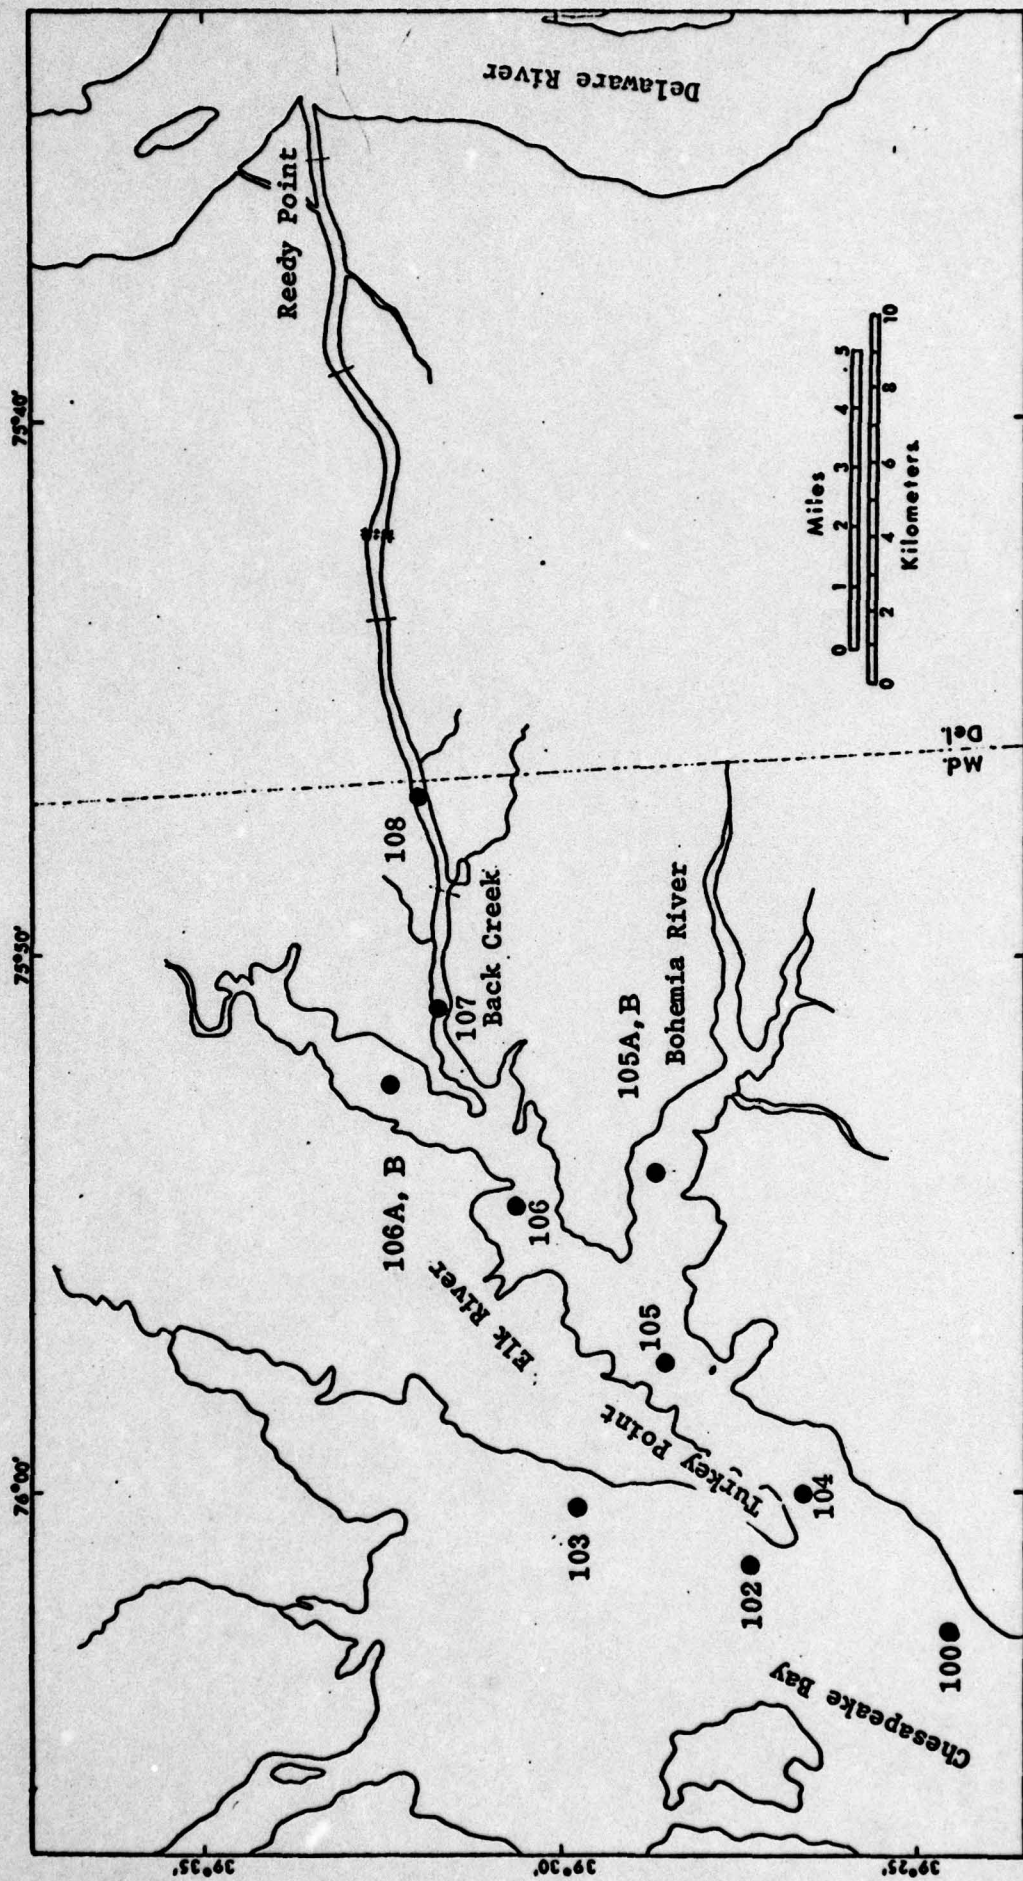 75°40'
75°50'
76°00'
39°35'
39°30'
39°25'
Delaware River
Reedy Point
Miles
0 1 2 3 4 5
0 2 4 6 8 10
Kilometers
Md. Del.
108
107
Back Creek
105A,B
Bohemia River
106A, B
106
Elk River
105
Turkey Point
104
103
102
100
Chesapeake Bay